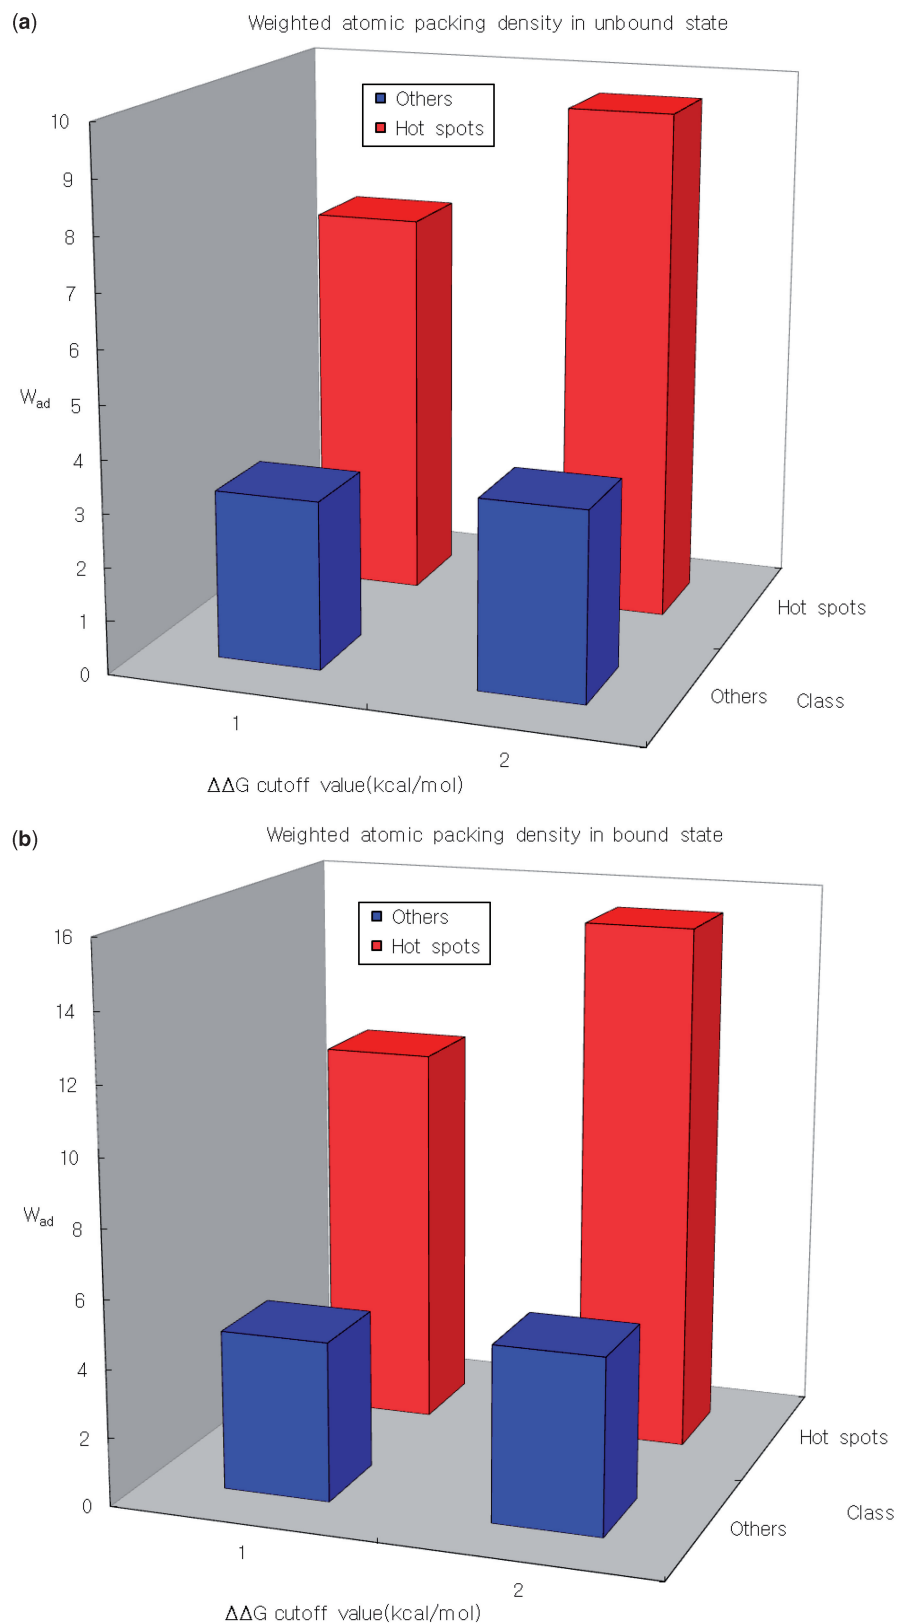 (a)
Weighted atomic packing density in unbound state
Others
Hot spots
10
9
8
7
6
W_ad 5
4
3
2
1
0
1
2
Hot spots
Others Class
ΔΔG cutoff value(kcal/mol)
(b)
Weighted atomic packing density in bound state
Others
Hot spots
16
14
12
10
W_ad
8
6
4
2
0
1
2
Hot spots
Class
Others
ΔΔG cutoff value(kcal/mol)